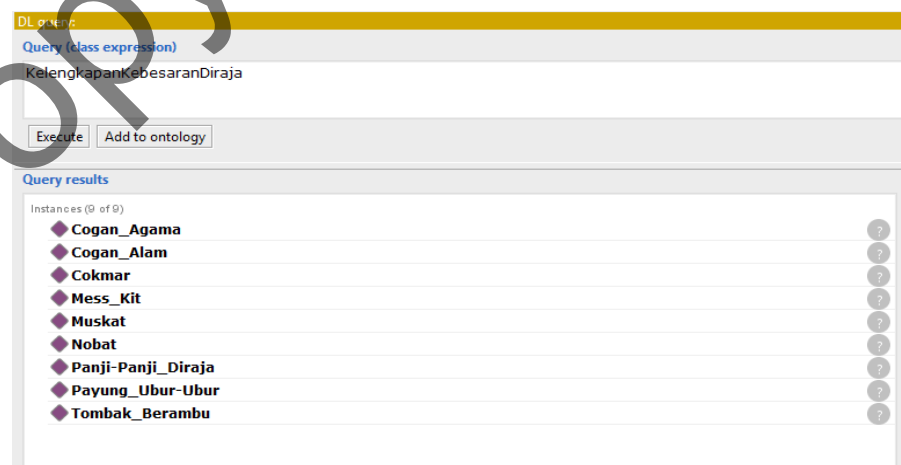 DL query:
Query (class expression)
KelengkapanKebesaranDiraja
Execute
Add to ontology
Query results
Instances (9 of 9)
Cogan_Agama
?
Cogan_Alam
?
Cokmar
?
Mess_Kit
?
Muskat
?
Nobat
?
Panji-Panji_Diraja
?
Payung_Ubur-Ubur
?
Tombak_Berambu
?